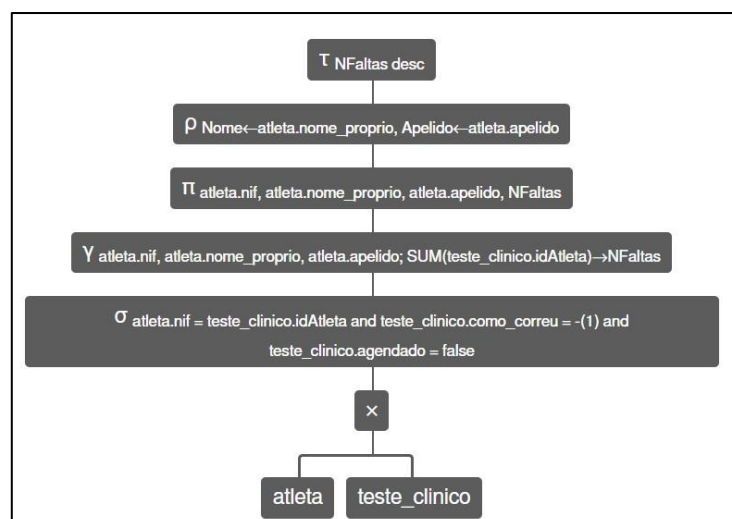 τ NFaltas desc
ρ Nome←atleta.nome_proprio, Apelido←atleta.apelido
π atleta.nif, atleta.nome_proprio, atleta.apelido, NFaltas
γ atleta.nif, atleta.nome_proprio, atleta.apelido; SUM(teste_clinico.idAtleta)→NFaltas
σ atleta.nif = teste_clinico.idAtleta and teste_clinico.como_correu = -(1) and
teste_clinico.agendado = false
×
atleta teste_clinico